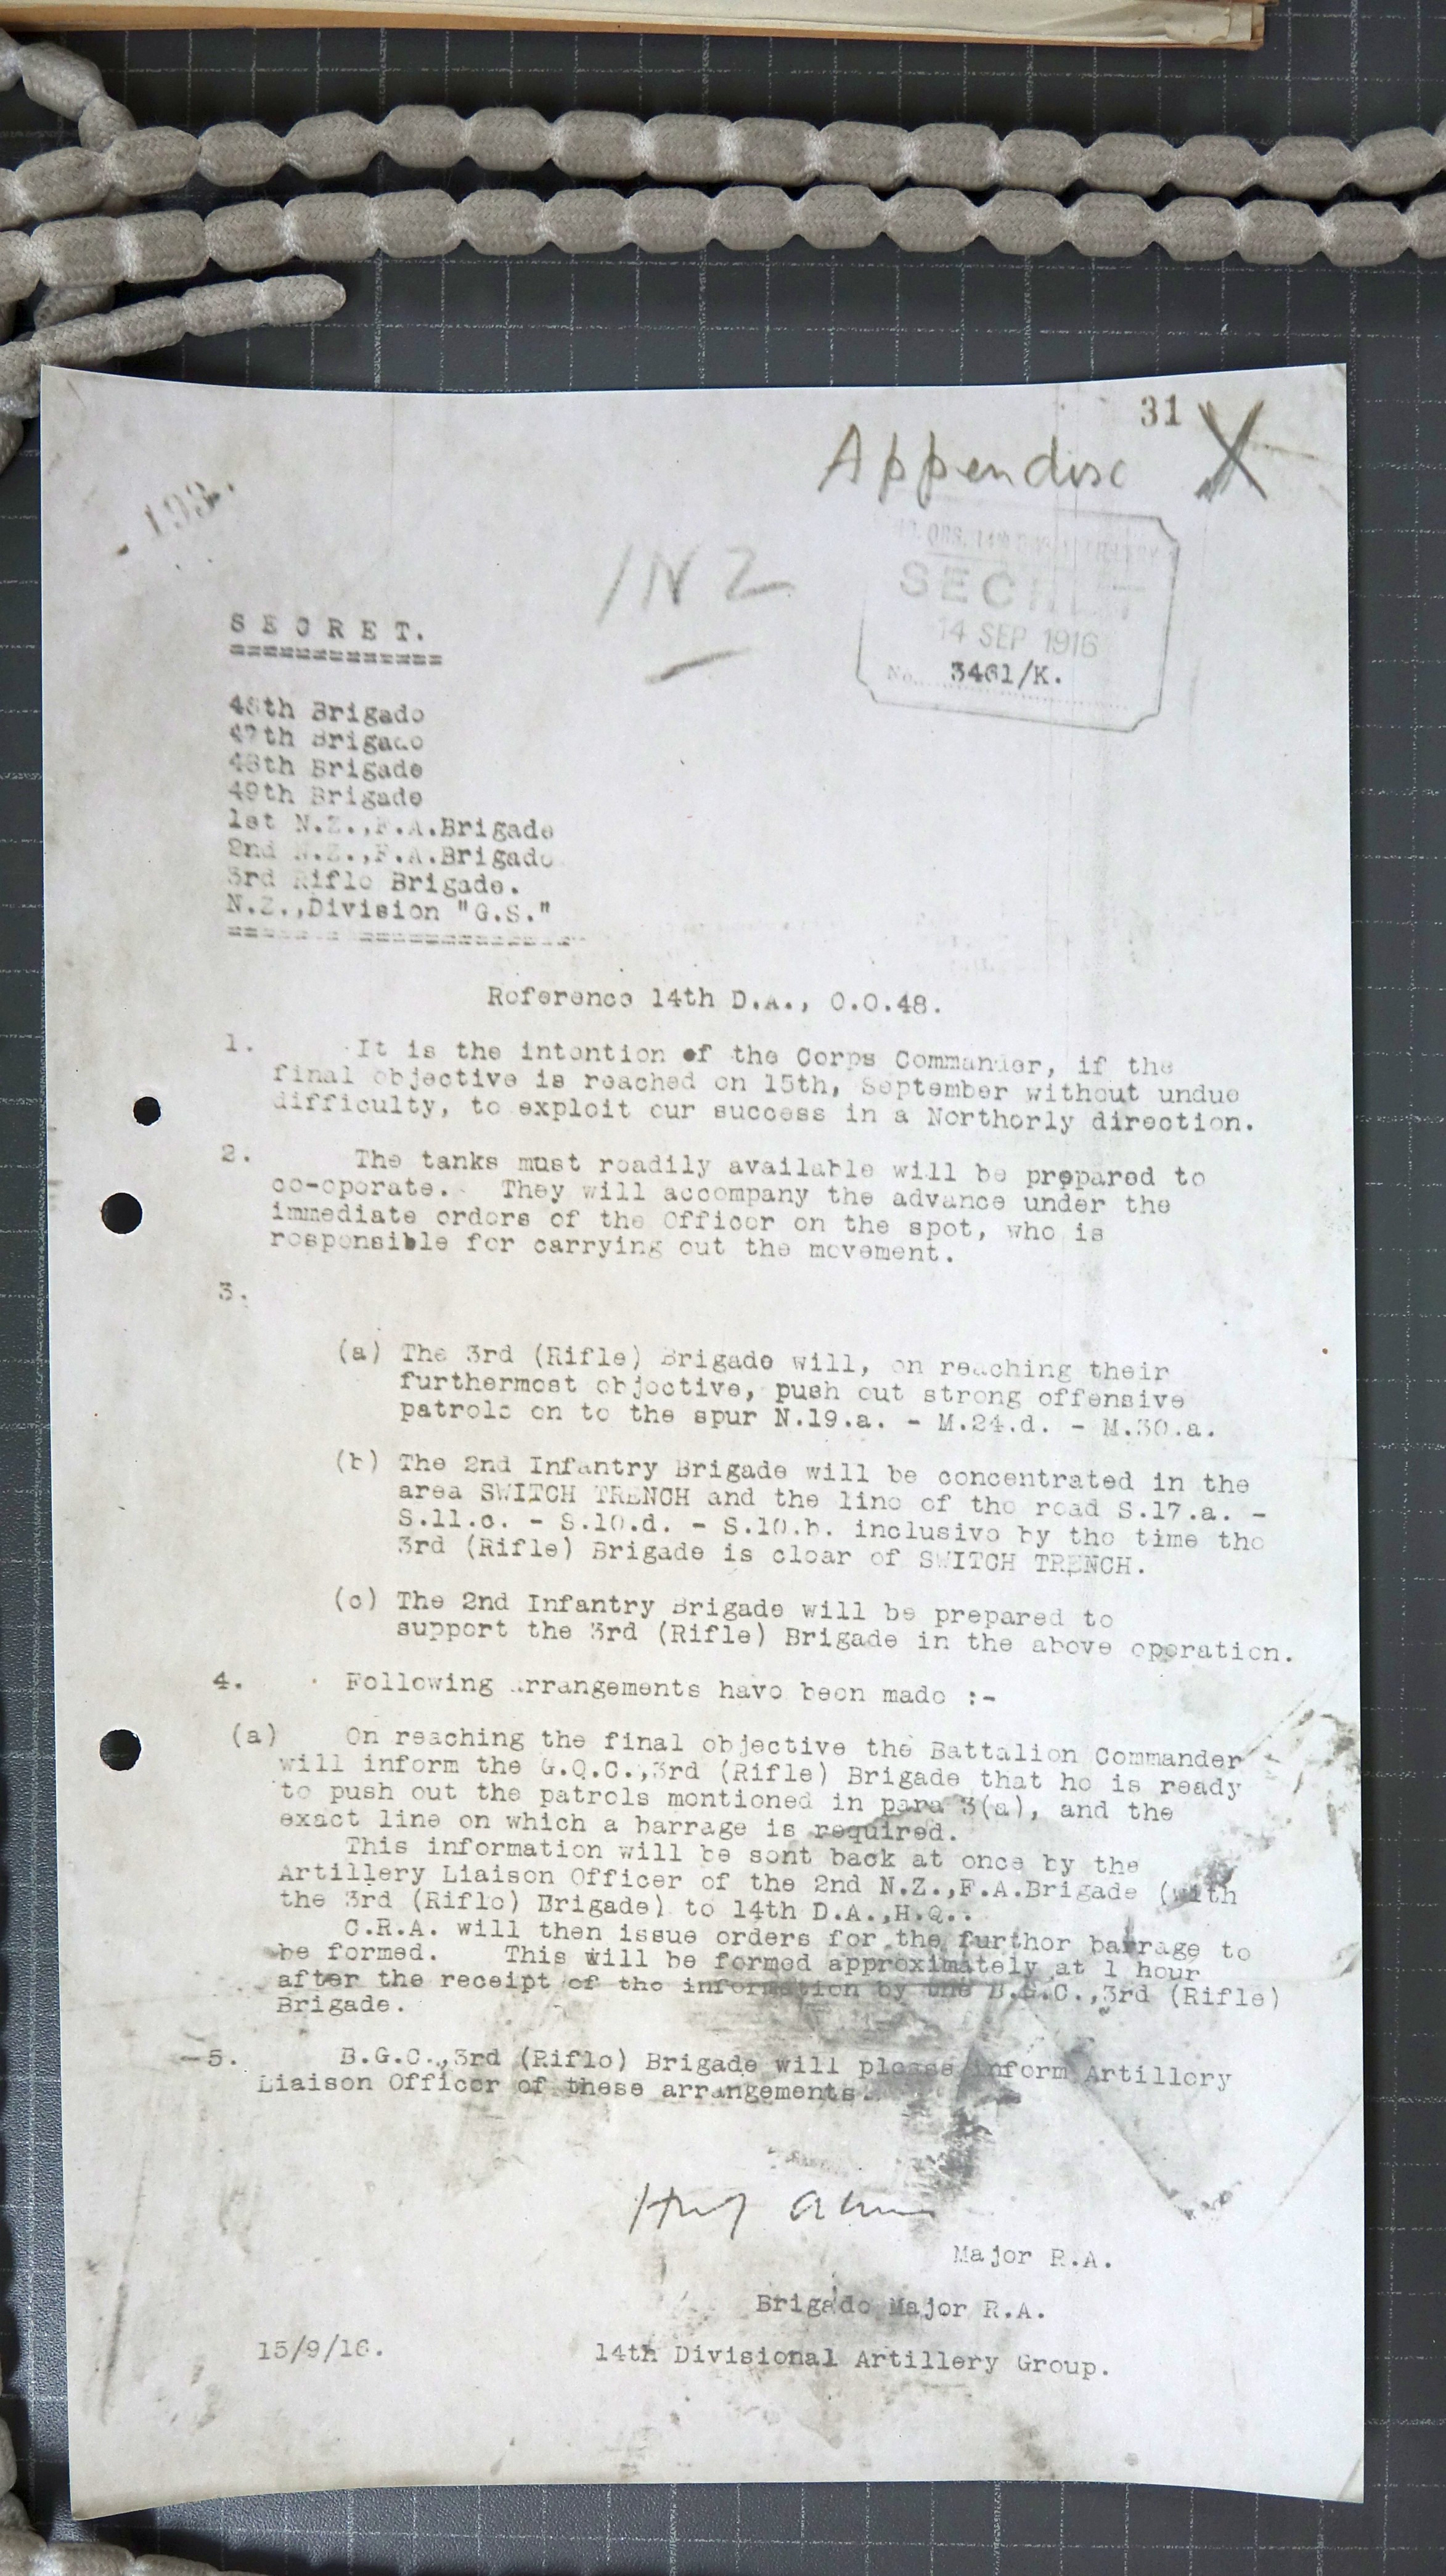 31
Appendix X
1 NZ
SECRET
14 SEP 1916
No. 3461/K.
SECRET.
=============
46th Brigade
47th Brigade
48th Brigade
49th Brigade
1st N.Z.,F.A.Brigade
2nd N.Z.,F.A.Brigade
3rd Rifle Brigade.
N.Z.,Division "G.S."
Reference 14th D.A., O.O.48.
1. It is the intention of the Corps Commander, if the
final objective is reached on 15th, September without undue
difficulty, to exploit our success in a Northerly direction.
2. The tanks must readily available will be prepared to
co-operate. They will accompany the advance under the
immediate orders of the Officer on the spot, who is
responsible for carrying out the movement.
3.
(a) The 3rd (Rifle) Brigade will, on reaching their
furthermost objective, push out strong offensive
patrols on to the spur N.19.a. - M.24.d. - M.30.a.
(b) The 2nd Infantry Brigade will be concentrated in the
area SWITCH TRENCH and the line of the road S.17.a. -
S.11.c. - S.10.d. - S.10.b. inclusive by the time the
3rd (Rifle) Brigade is clear of SWITCH TRENCH.
(c) The 2nd Infantry Brigade will be prepared to
support the 3rd (Rifle) Brigade in the above operation.
4. Following arrangements have been made :-
(a) On reaching the final objective the Battalion Commander
will inform the G.O.C.,3rd (Rifle) Brigade that he is ready
to push out the patrols mentioned in para 3(a), and the
exact line on which a barrage is required.
This information will be sent back at once by the
Artillery Liaison Officer of the 2nd N.Z.,F.A.Brigade (with
the 3rd (Rifle) Brigade) to 14th D.A.,H.Q..
C.R.A. will then issue orders for the further barrage to
be formed. This will be formed approximately at 1 hour
after the receipt of the information by the B.G.C.,3rd (Rifle)
Brigade.
5. B.G.C.,3rd (Rifle) Brigade will please inform Artillery
Liaison Officer of these arrangements.
Major R.A.
Brigade Major R.A.
15/9/16. 14th Divisional Artillery Group.